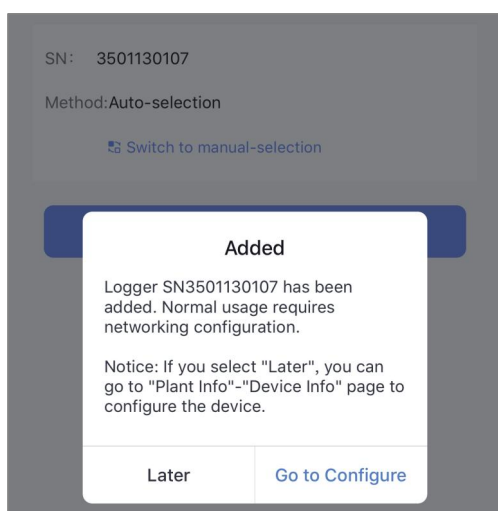 SN: 3501130107
Method:Auto-selection
Switch to manual-selection
Added
Logger SN3501130107 has been
added. Normal usage requires
networking configuration.
Notice: If you select "Later", you can
go to "Plant Info"-"Device Info" page to
configure the device.
Later
Go to Configure